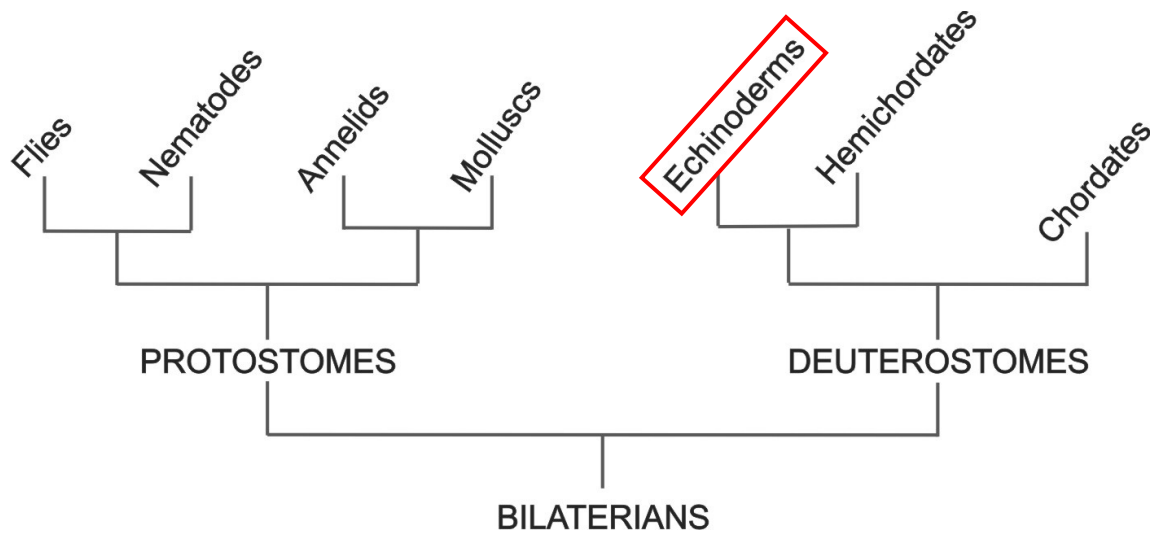 Flies
Nematodes
Annelids
Molluscs
Echinoderms
Hemichordates
Chordates
PROTOSTOMES
DEUTEROSTOMES
BILATERIANS